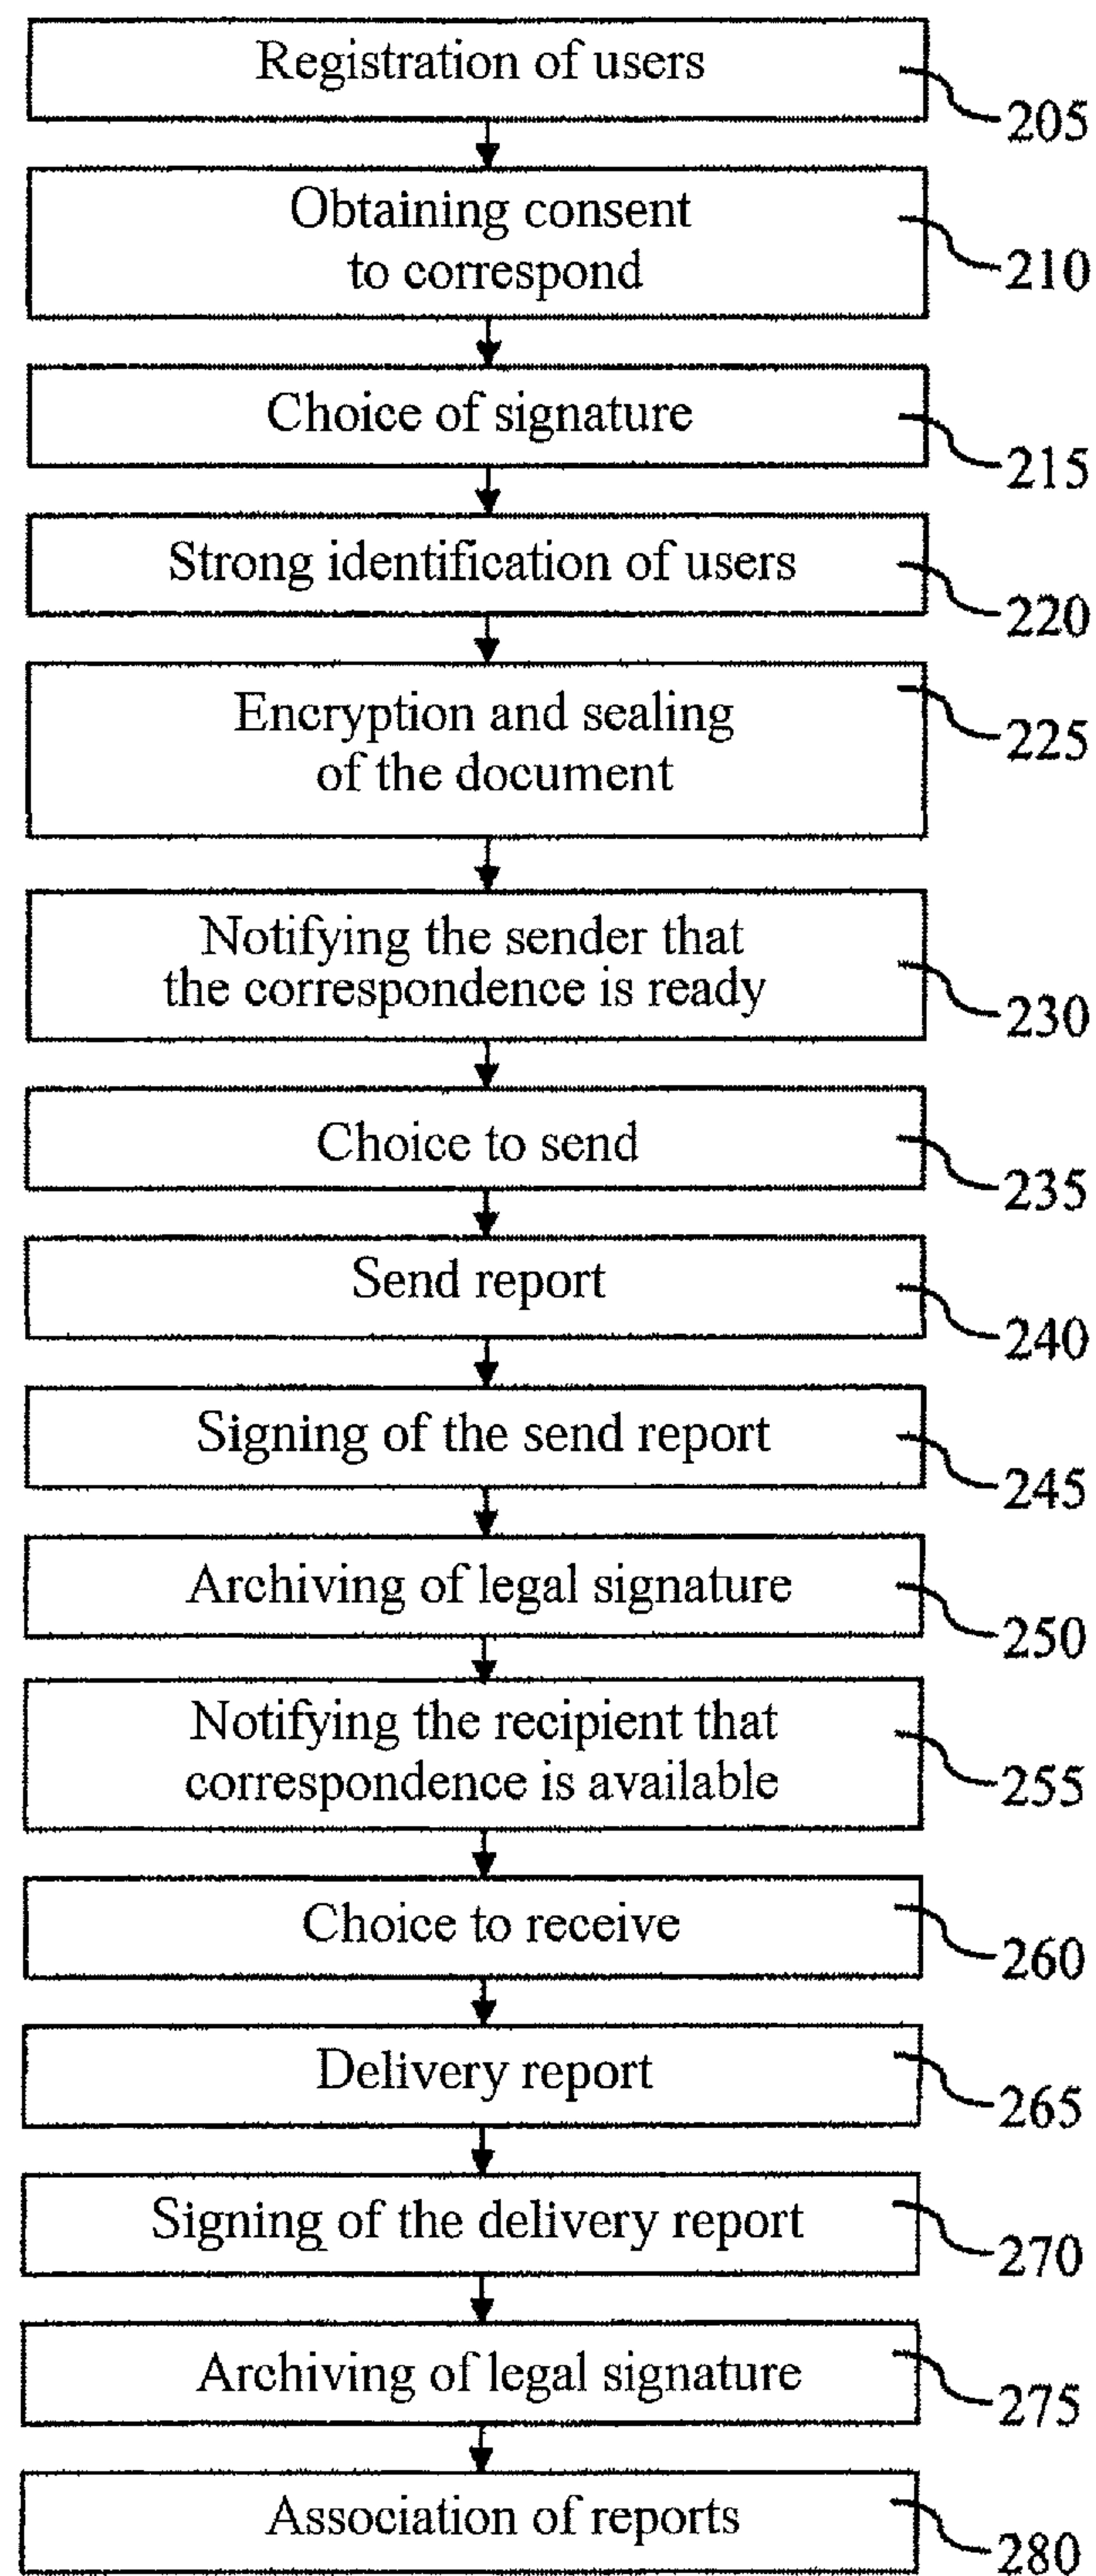 Registration of users
205
Obtaining consent
to correspond
210
Choice of signature
215
Strong identification of users
220
Encryption and sealing
of the document
225
Notifying the sender that
the correspondence is ready
230
Choice to send
235
Send report
240
Signing of the send report
245
Archiving of legal signature
250
Notifying the recipient that
correspondence is available
255
Choice to receive
260
Delivery report
265
Signing of the delivery report
270
Archiving of legal signature
275
Association of reports
280